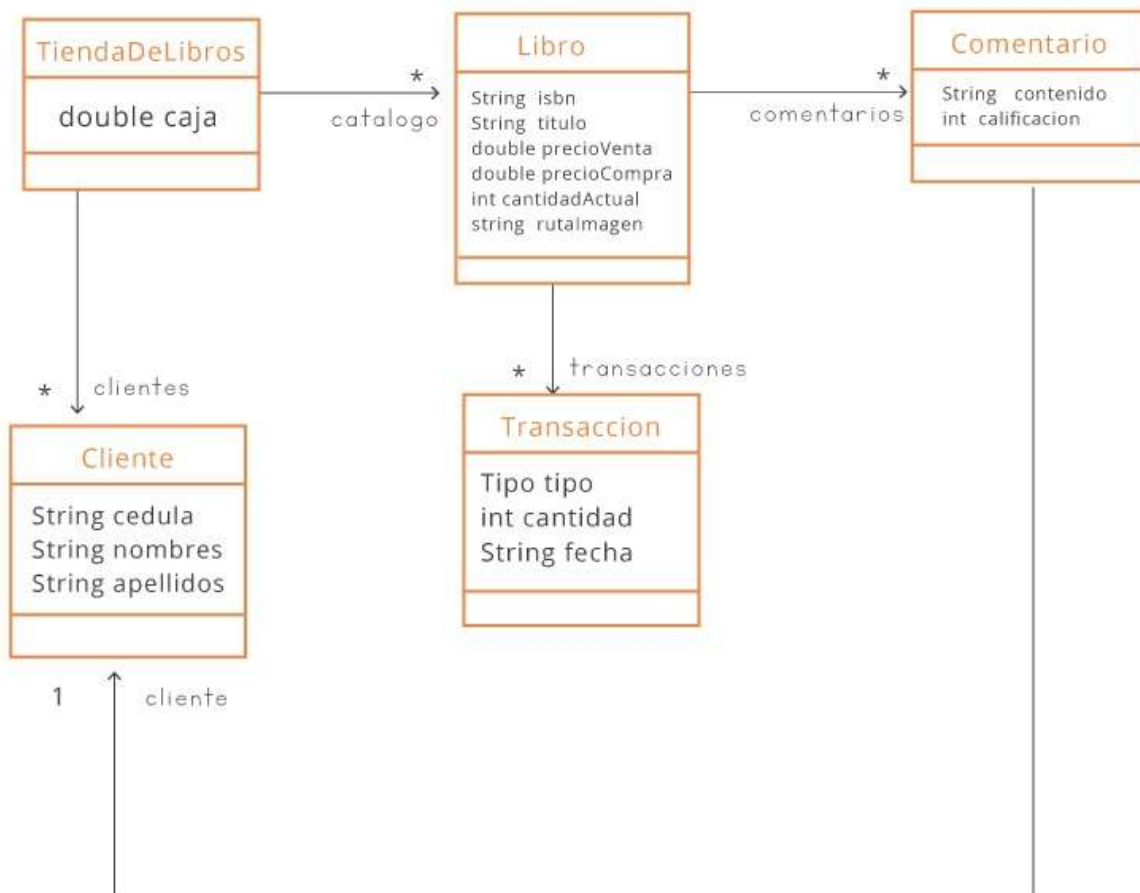 TiendaDeLibros
double caja
*
catalogo
Libro
String isbn
String titulo
double precioVenta
double precioCompra
int cantidadActual
string rutaImagen
*
comentarios
Comentario
String contenido
int calificacion
* clientes
* transacciones
Cliente
String cedula
String nombres
String apellidos
Transaccion
Tipo tipo
int cantidad
String fecha
1 cliente